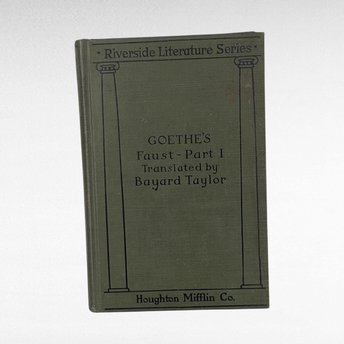 · Riverside Literature Series ·
GOETHE'S
Faust - Part I
Translated by
Bayard Taylor
Houghton Mifflin Co.